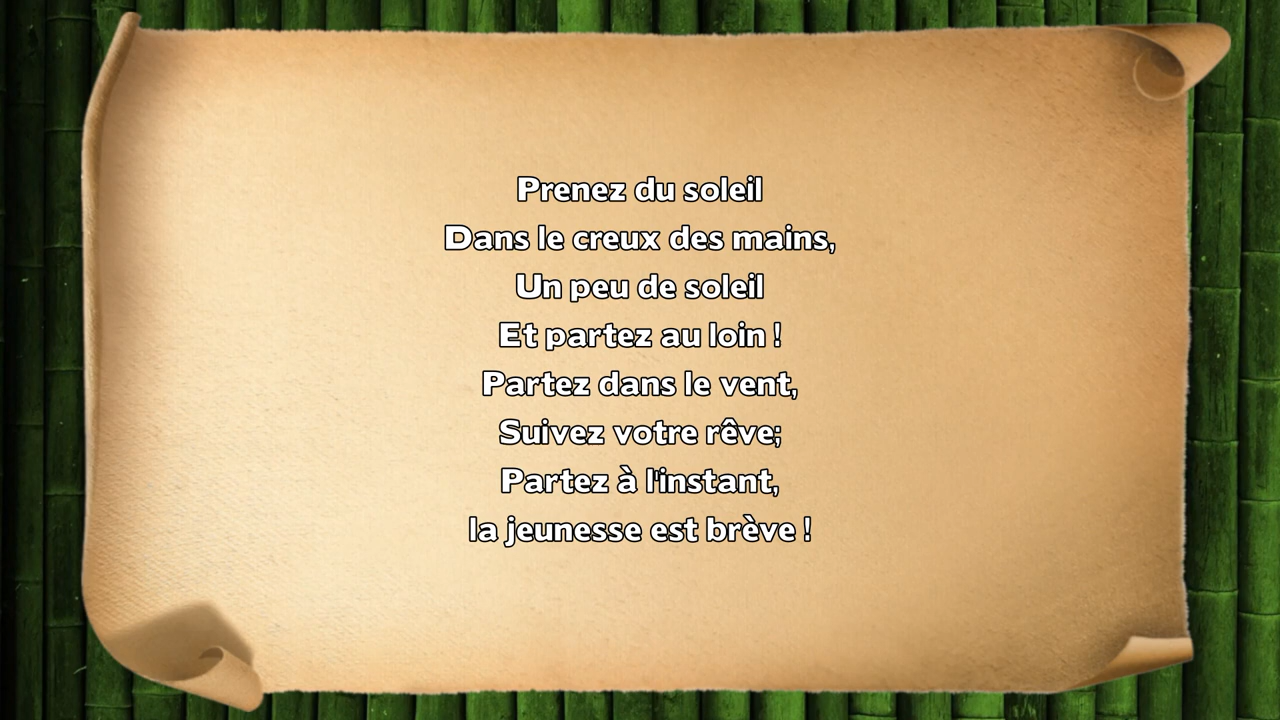 Prenez du soleil
Dans le creux des mains,
Un peu de soleil
Et partez au loin !
Partez dans le vent,
Suivez votre rêve;
Partez à l'instant,
la jeunesse est brève !